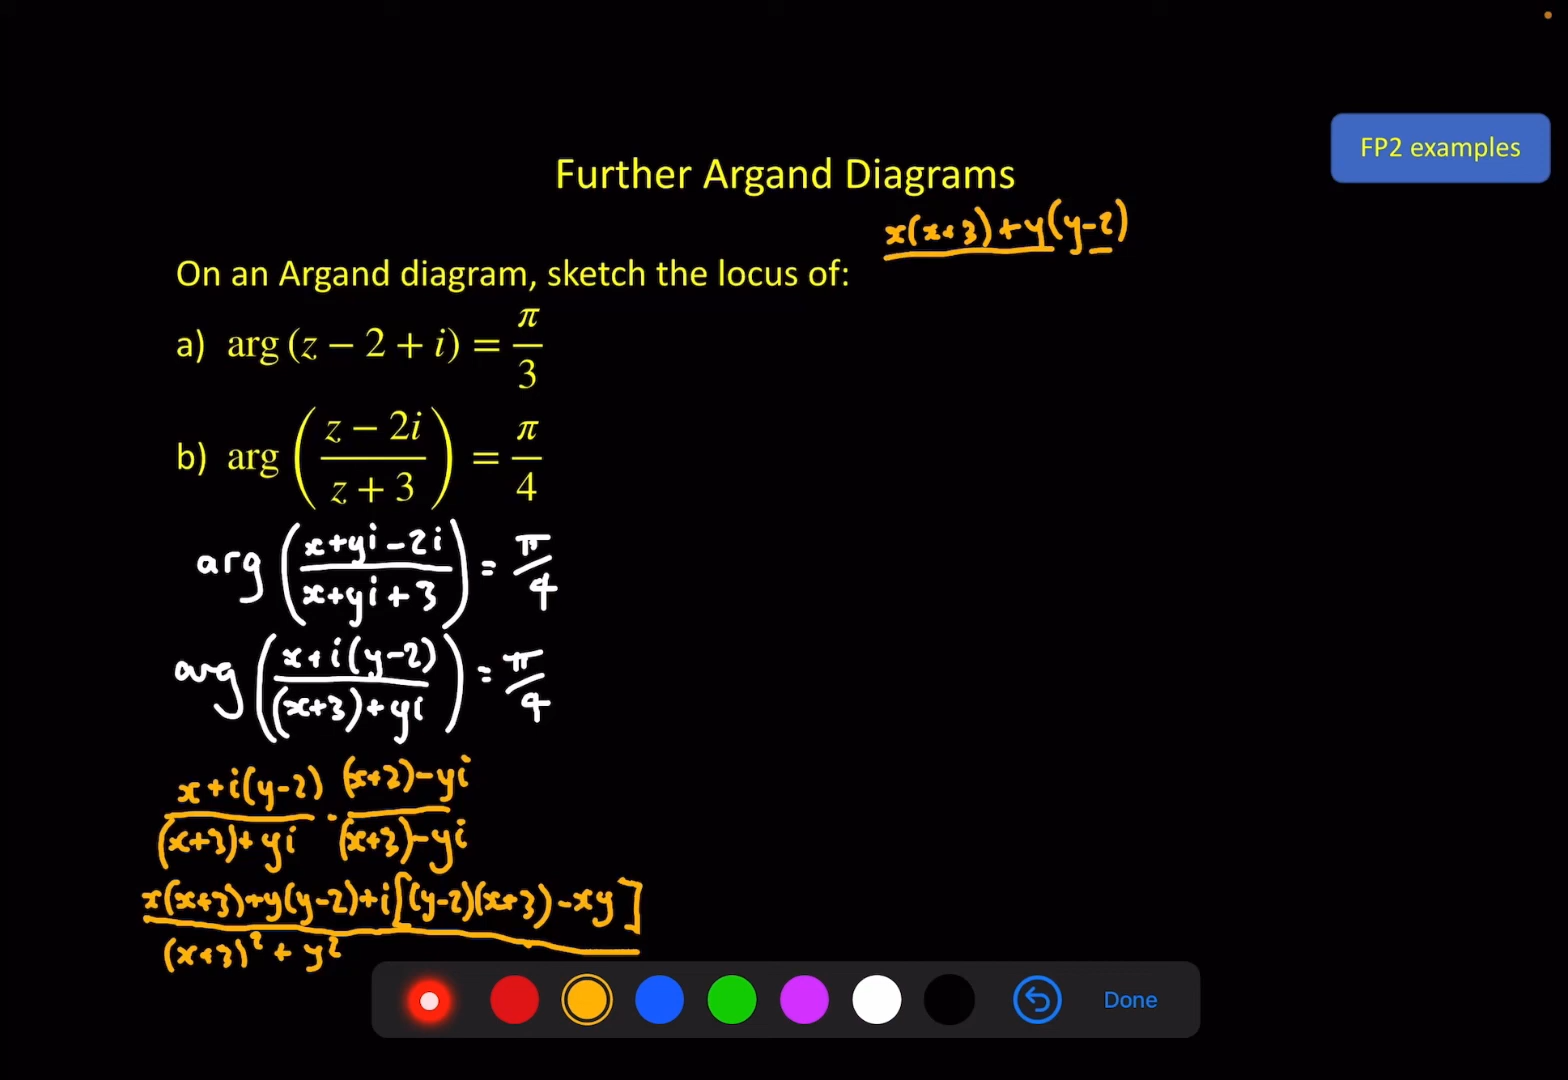 FP2 examples
Further Argand Diagrams
x(x+3)+y(y-2)
On an Argand diagram, sketch the locus of:
a) arg (z − 2 + i) = π/3
b) arg ((z − 2i)/(z + 3)) = π/4
arg ((x+yi-2i)/(x+yi+3)) = π/4
arg ((x+i(y-2))/((x+3)+yi)) = π/4
(x+i(y-2))/((x+3)+yi) · ((x+3)-yi)/((x+3)-yi)
(x(x+3)+y(y-2)+i[(y-2)(x+3)-xy])/((x+3)²+y²)
Done